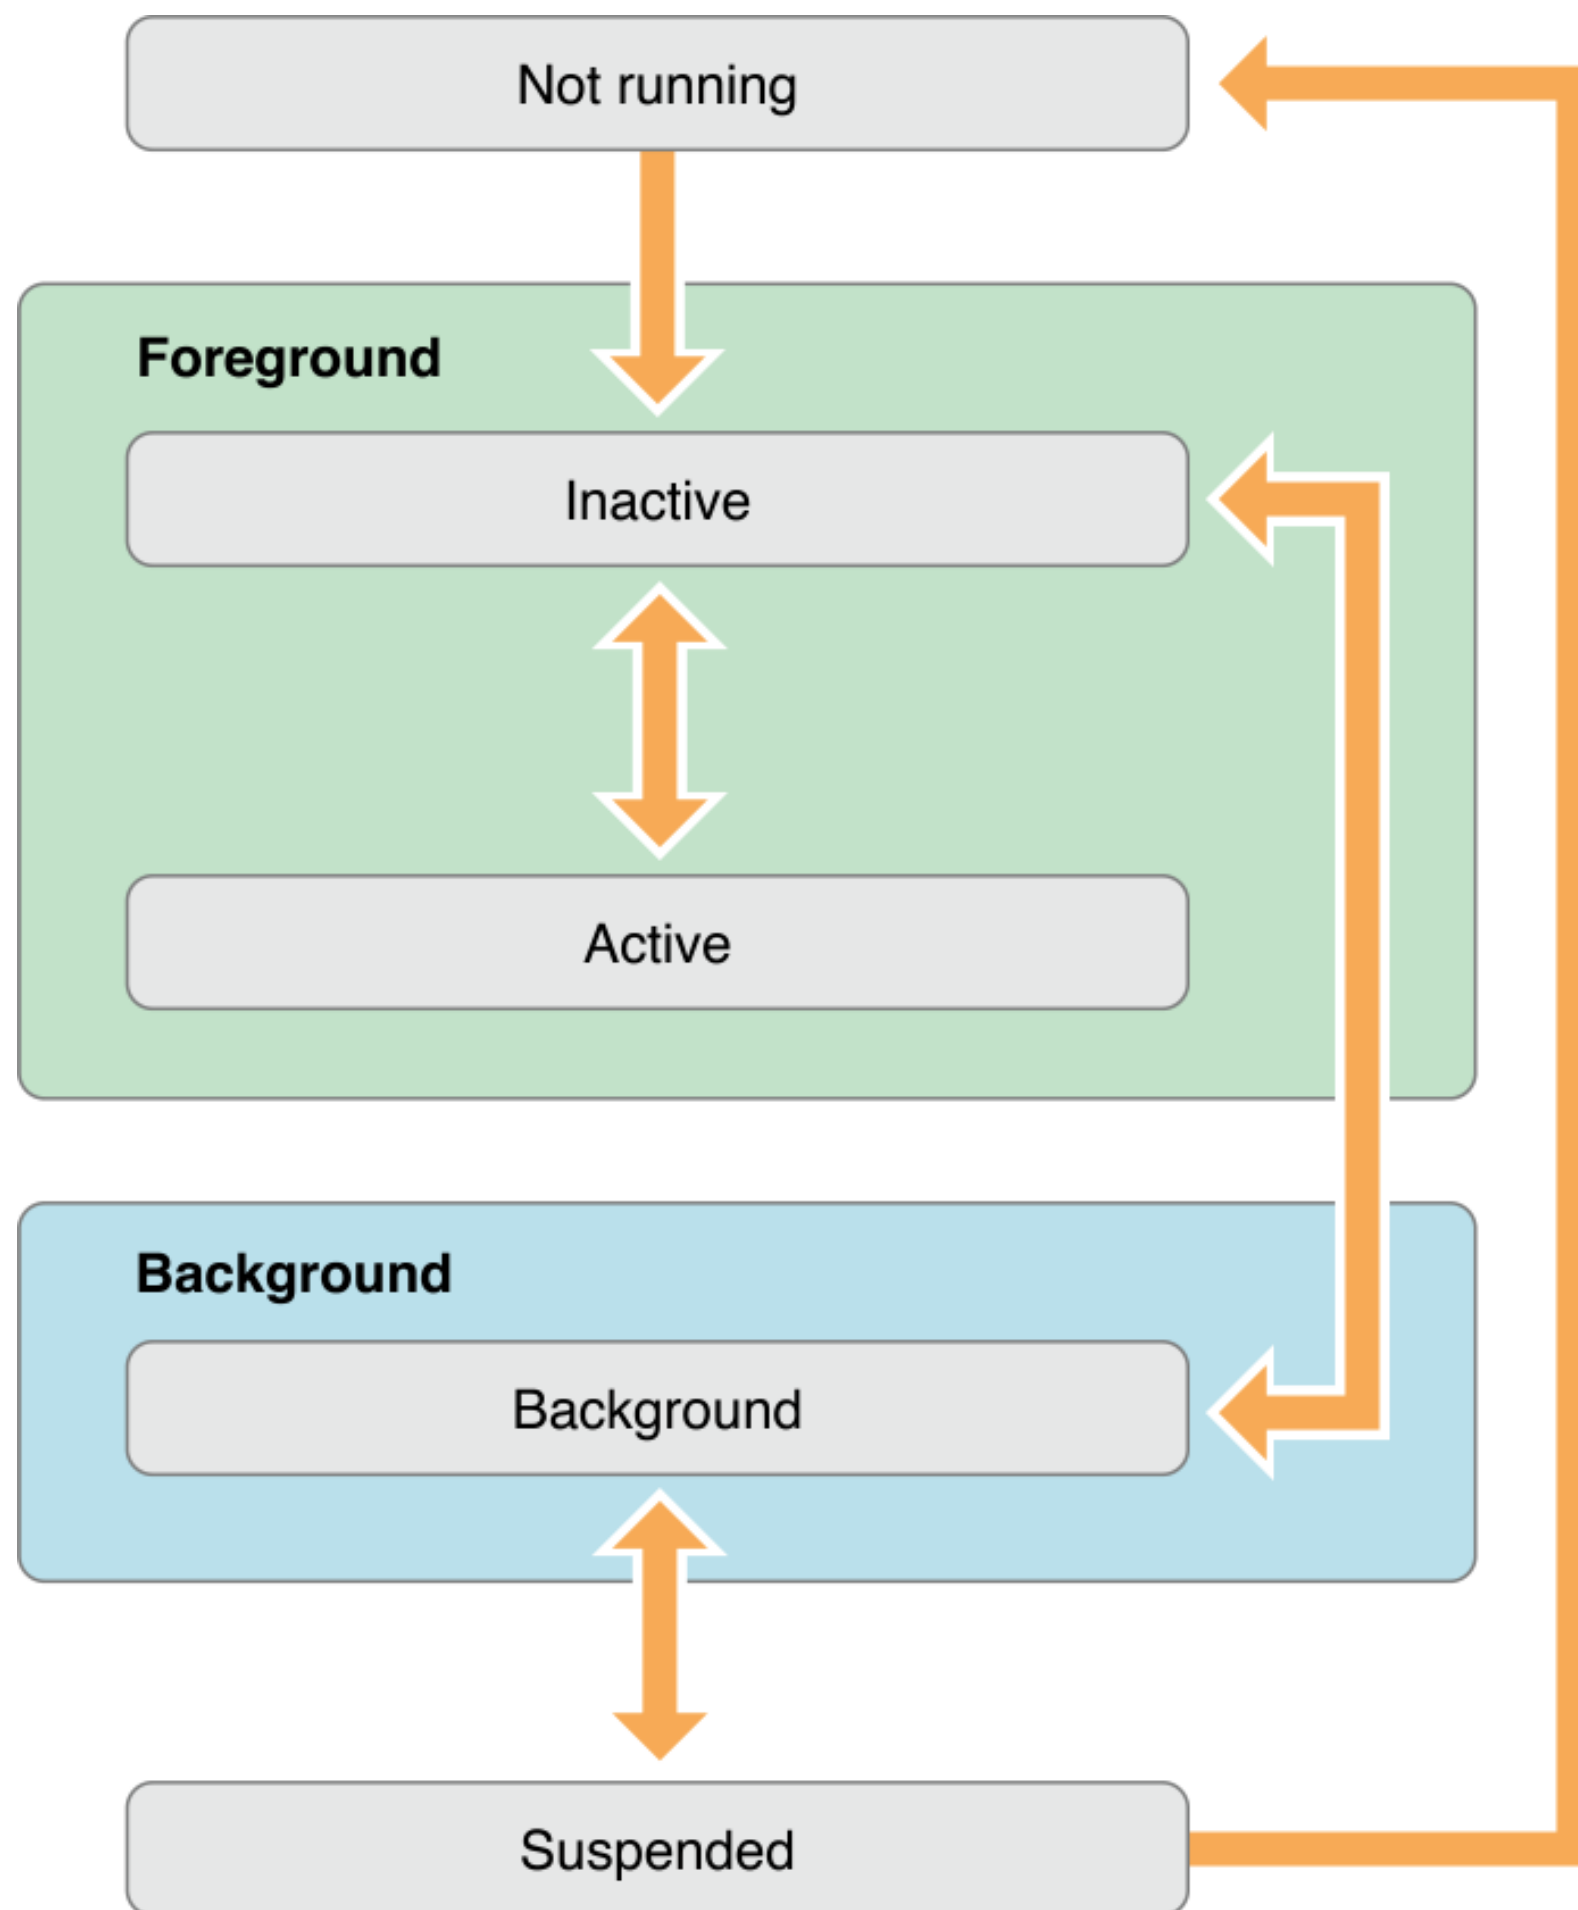 Not running
Foreground
Inactive
Active
Background
Background
Suspended